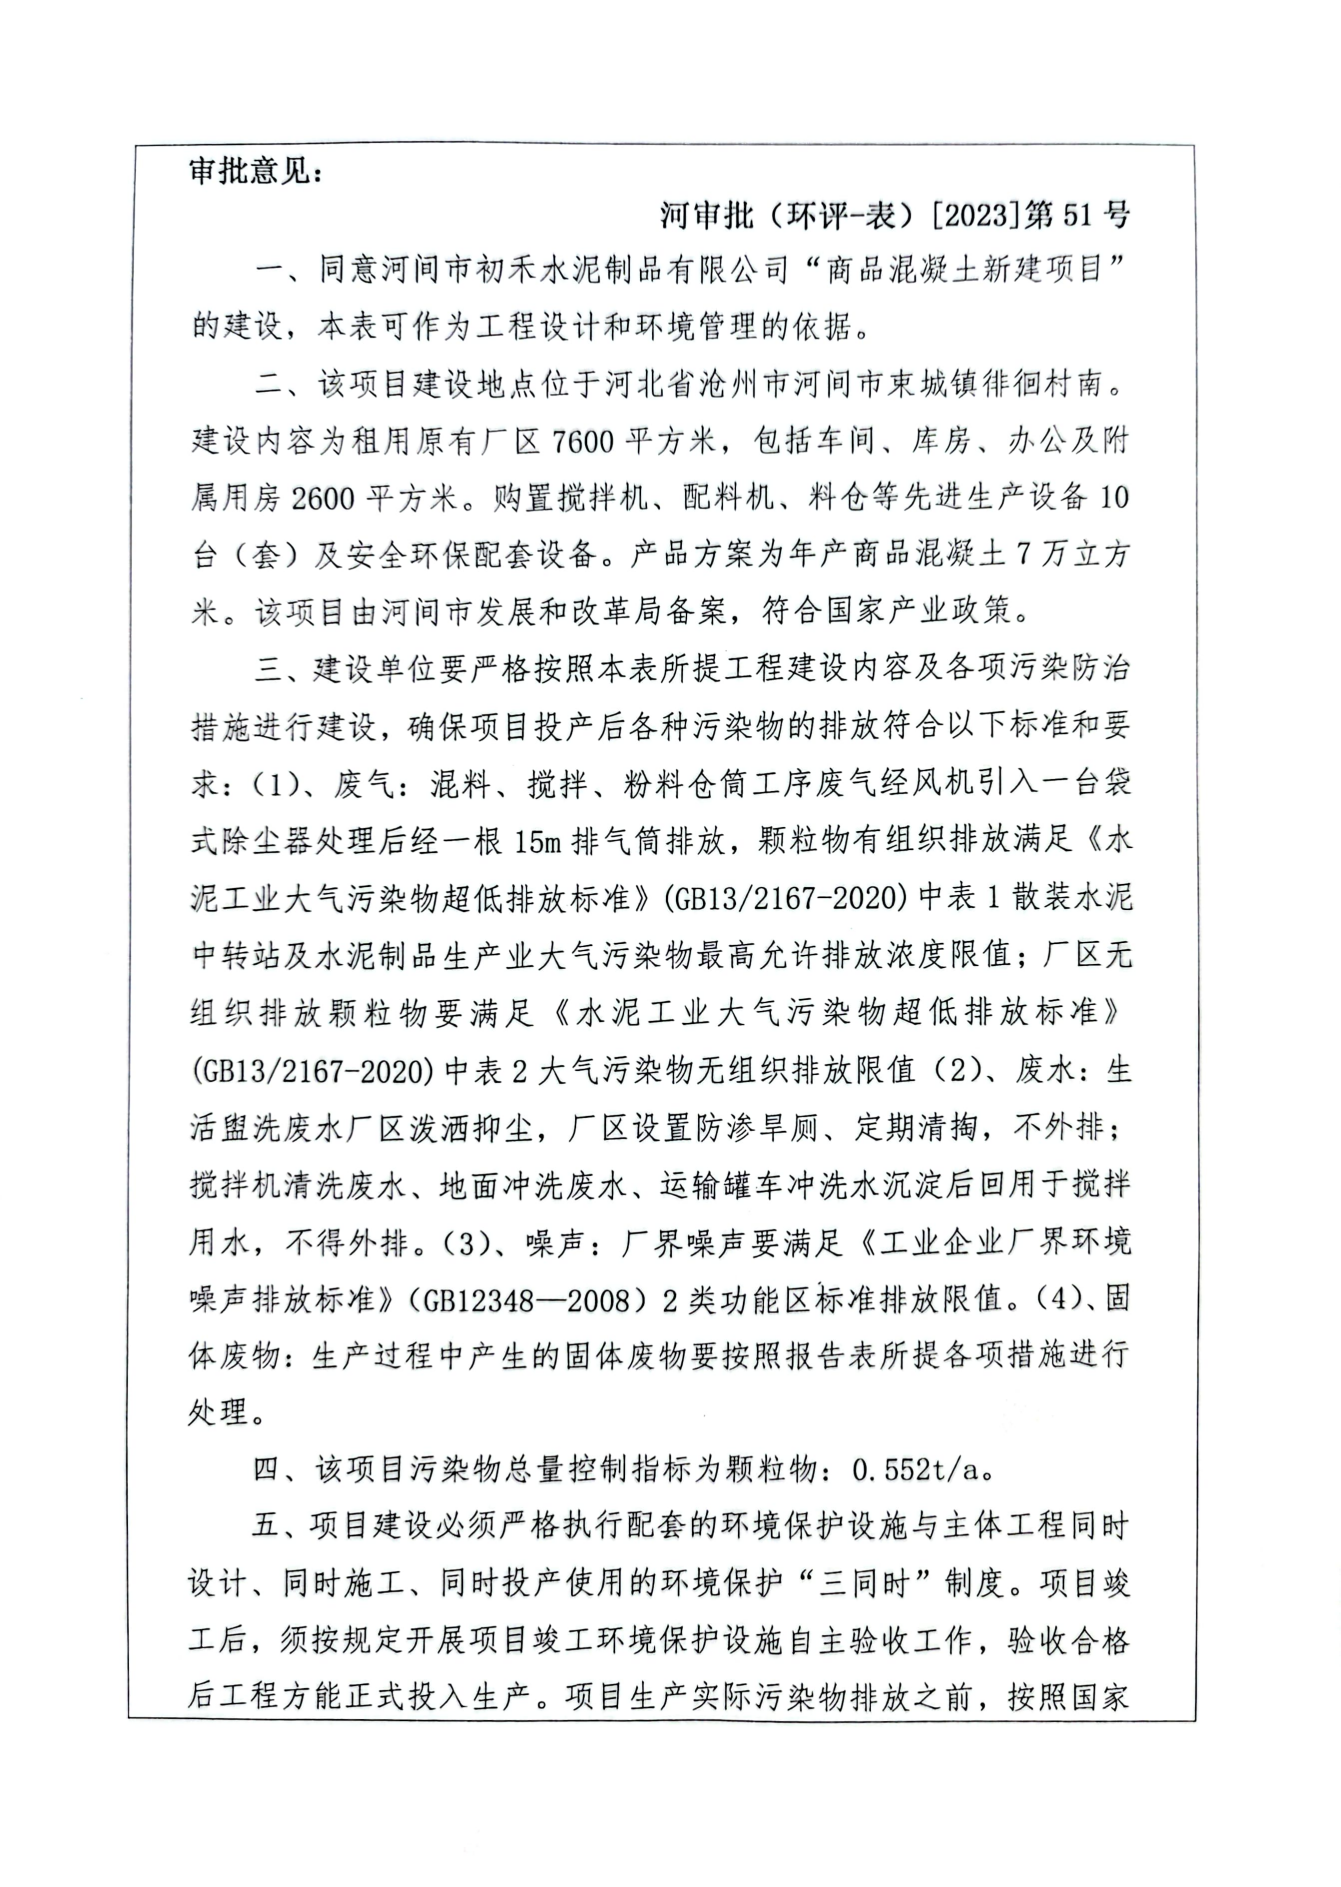 审批意见：
河审批（环评-表）[2023]第 51 号
一、同意河间市初禾水泥制品有限公司“商品混凝土新建项目”
的建设，本表可作为工程设计和环境管理的依据。
二、该项目建设地点位于河北省沧州市河间市束城镇徘徊村南。
建设内容为租用原有厂区 7600 平方米，包括车间、库房、办公及附
属用房 2600 平方米。购置搅拌机、配料机、料仓等先进生产设备 10
台（套）及安全环保配套设备。产品方案为年产商品混凝土 7 万立方
米。该项目由河间市发展和改革局备案，符合国家产业政策。
三、建设单位要严格按照本表所提工程建设内容及各项污染防治
措施进行建设，确保项目投产后各种污染物的排放符合以下标准和要
求：（1）、废气：混料、搅拌、粉料仓筒工序废气经风机引入一台袋
式除尘器处理后经一根 15m 排气筒排放，颗粒物有组织排放满足《水
泥工业大气污染物超低排放标准》(GB13/2167-2020)中表 1 散装水泥
中转站及水泥制品生产业大气污染物最高允许排放浓度限值；厂区无
组织排放颗粒物要满足《水泥工业大气污染物超低排放标准》
(GB13/2167-2020)中表 2 大气污染物无组织排放限值（2）、废水：生
活盥洗废水厂区泼洒抑尘，厂区设置防渗旱厕、定期清掏，不外排；
搅拌机清洗废水、地面冲洗废水、运输罐车冲洗水沉淀后回用于搅拌
用水，不得外排。（3）、噪声：厂界噪声要满足《工业企业厂界环境
噪声排放标准》（GB12348—2008）2 类功能区标准排放限值。（4）、固
体废物：生产过程中产生的固体废物要按照报告表所提各项措施进行
处理。
四、该项目污染物总量控制指标为颗粒物：0.552t/a。
五、项目建设必须严格执行配套的环境保护设施与主体工程同时
设计、同时施工、同时投产使用的环境保护“三同时”制度。项目竣
工后，须按规定开展项目竣工环境保护设施自主验收工作，验收合格
后工程方能正式投入生产。项目生产实际污染物排放之前，按照国家